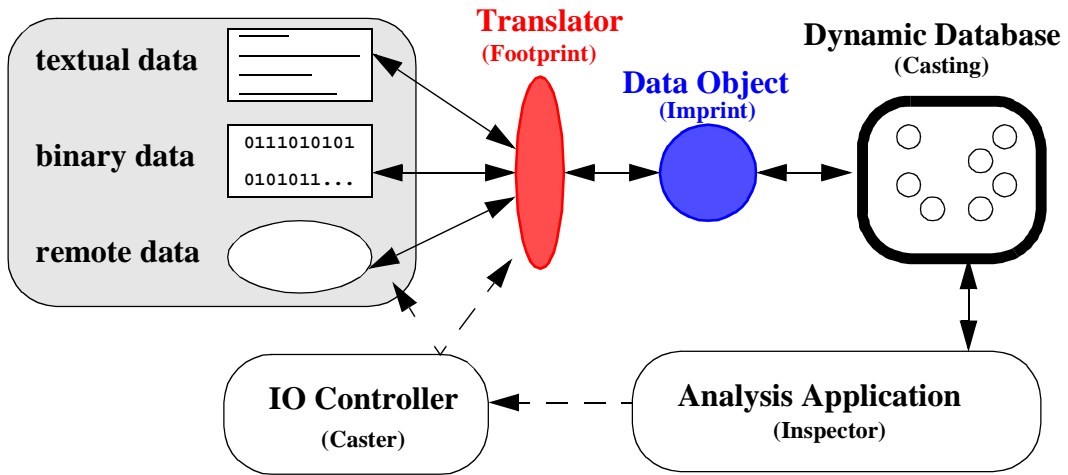 textual data
binary data
0111010101
0101011...
remote data
Translator
(Footprint)
Data Object
(Imprint)
Dynamic Database
(Casting)
IO Controller
(Caster)
Analysis Application
(Inspector)